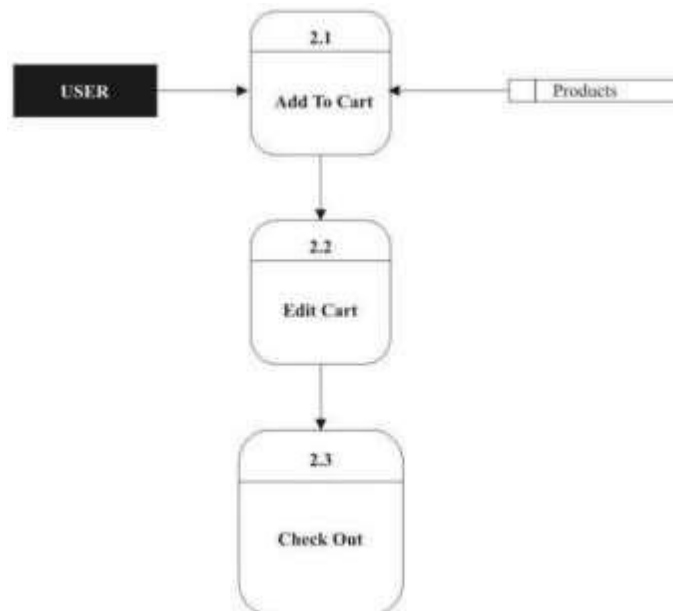 2.1
USER
Add To Cart
Products
2.2
Edit Cart
2.3
Check Out